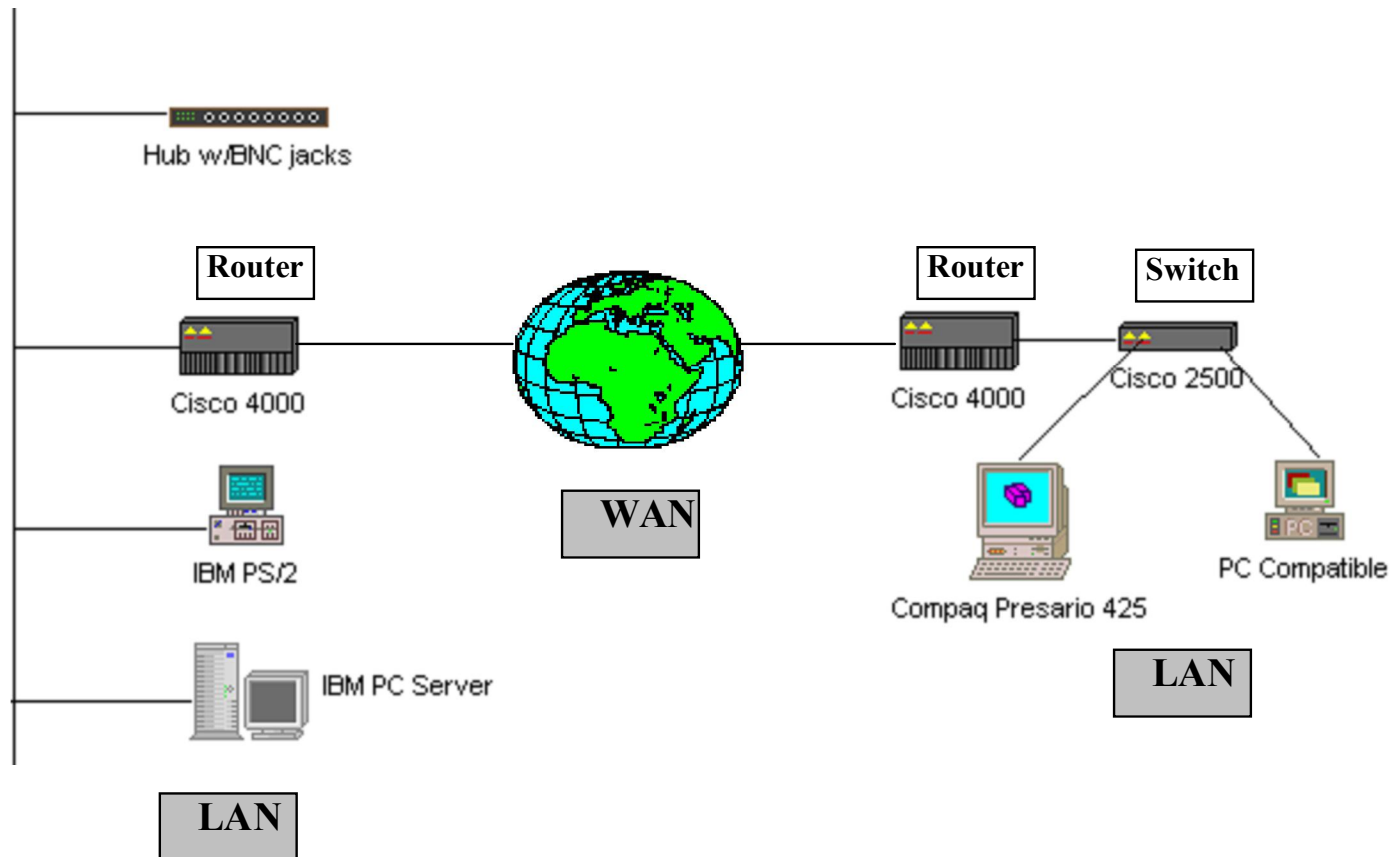 Hub w/BNC jacks
Router
Cisco 4000
IBM PS/2
IBM PC Server
LAN
WAN
Router
Switch
Cisco 4000
Cisco 2500
Compaq Presario 425
PC
PC Compatible
LAN